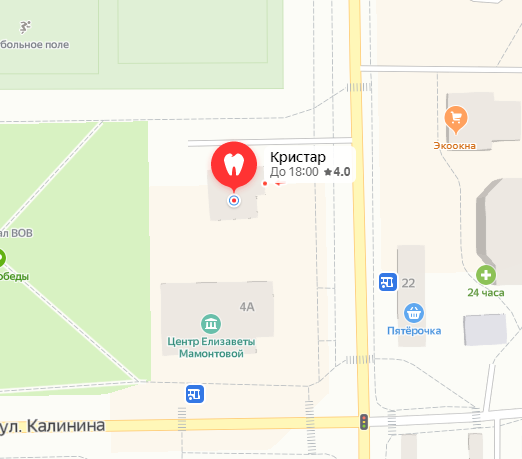 больное поле
Экоокна
Кристар
До 18:00 ★4.0
ал ВОВ
обеды
22
24 часа
4А
Пятёрочка
Центр Елизаветы
Мамонтовой
ул. Калинина